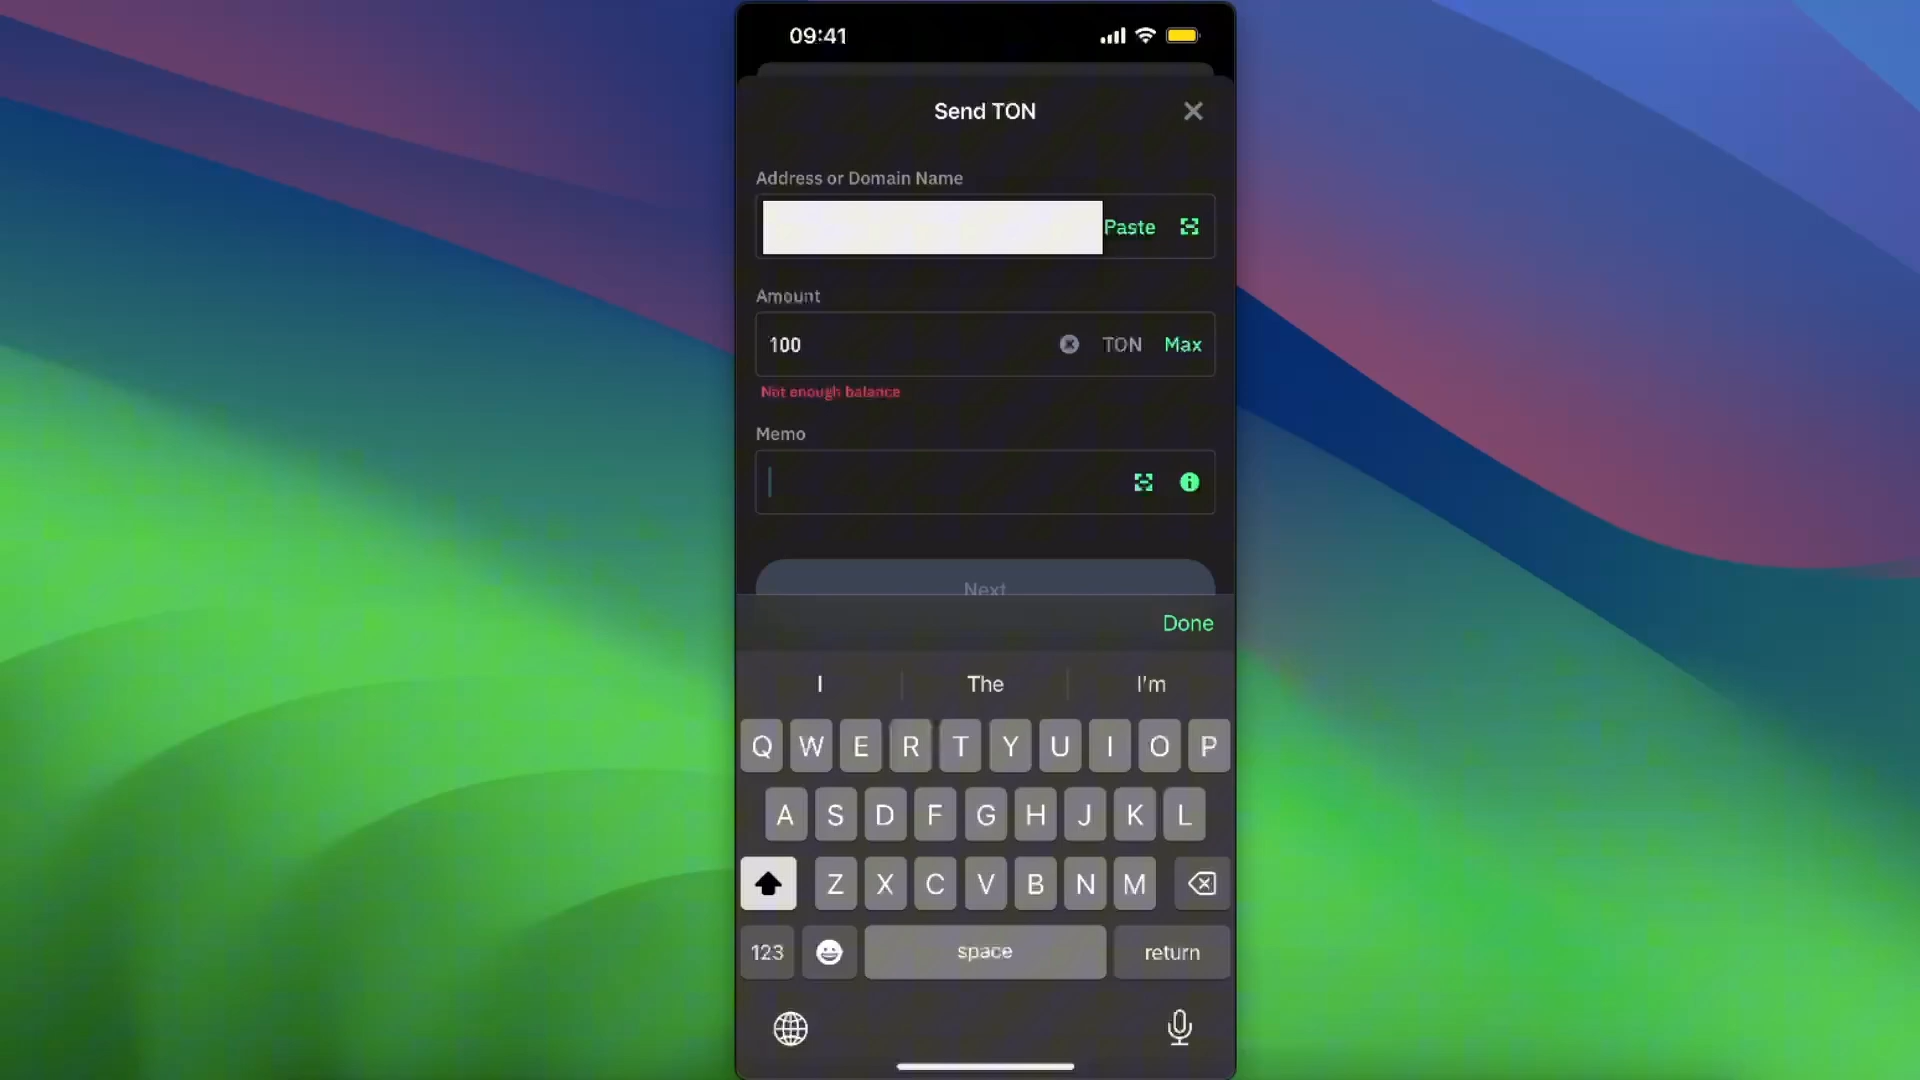 09:41
Send TON
Address or Domain Name
Paste
Amount
100 TON Max
Not enough balance
Memo
Next
Done
I The I'm
Q W E R T Y U I O P
A S D F G H J K L
Z X C V B N M
123 space return